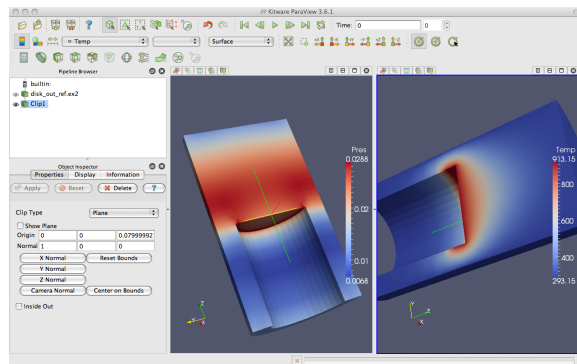 Kitware ParaView 3.6.1
Time: 0
0
Temp
Surface
Pipeline Browser
builtin:
disk_out_ref.ex2
Clip1
Object Inspector
Properties Display Information
Apply Reset Delete ?
Clip Type Plane
Show Plane
Origin 0 0 0.07999992
Normal 1 0 0
X Normal Reset Bounds
Y Normal
Z Normal
Camera Normal Center on Bounds
Inside Out
Pres
0.0288
0.02
0.01
0.0068
Z
Y
X
Temp
913.15
800
600
400
293.15
Y
Z
X